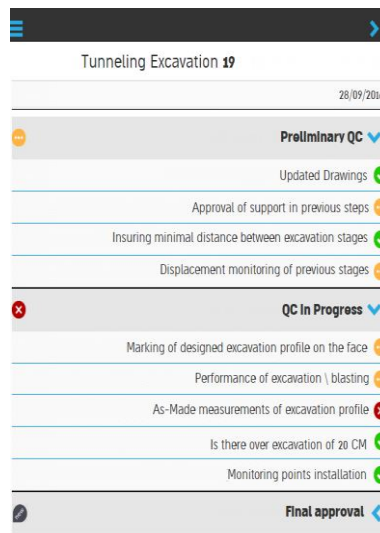 Tunneling Excavation 19
28/09/201
Preliminary QC
Updated Drawings
Approval of support in previous steps
Insuring minimal distance between excavation stages
Displacement monitoring of previous stages
QC In Progress
Marking of designed excavation profile on the face
Performance of excavation \ blasting
As-Made measurements of excavation profile
Is there over excavation of 20 CM
Monitoring points installation
Final approval